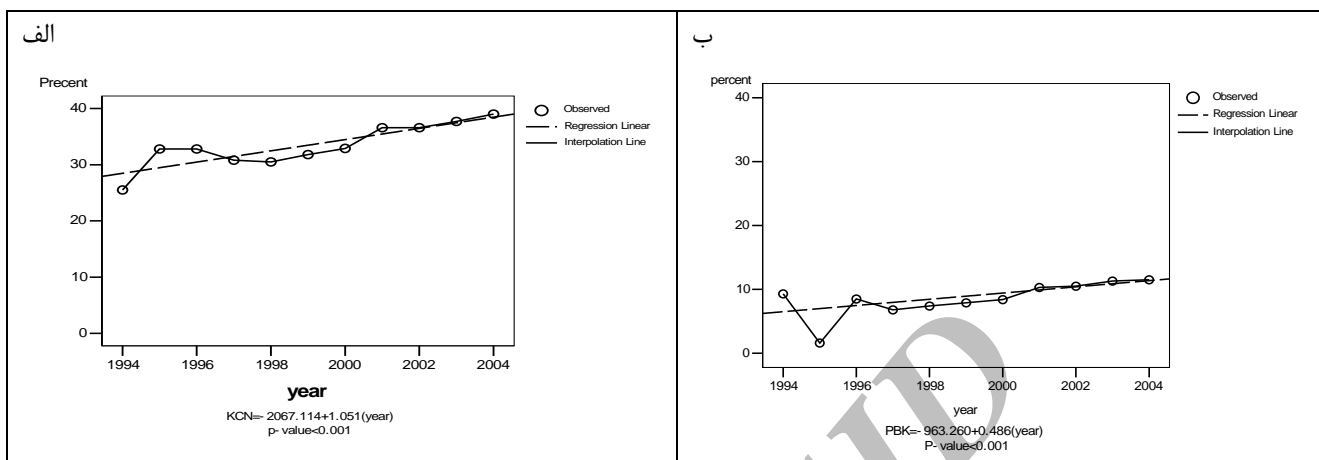 الف
Precent
40
30
20
10
0
1994 1996 1998 2000 2002 2004
year
KCN=- 2067.114+1.051(year)
p- value<0.001
Observed
Regression Linear
Interpolation Line
ب
percent
40
30
20
10
0
1994 1996 1998 2000 2002 2004
year
PBK=- 963.260+0.486(year)
P- value<0.001
Observed
Regression Linear
Interpolation Line